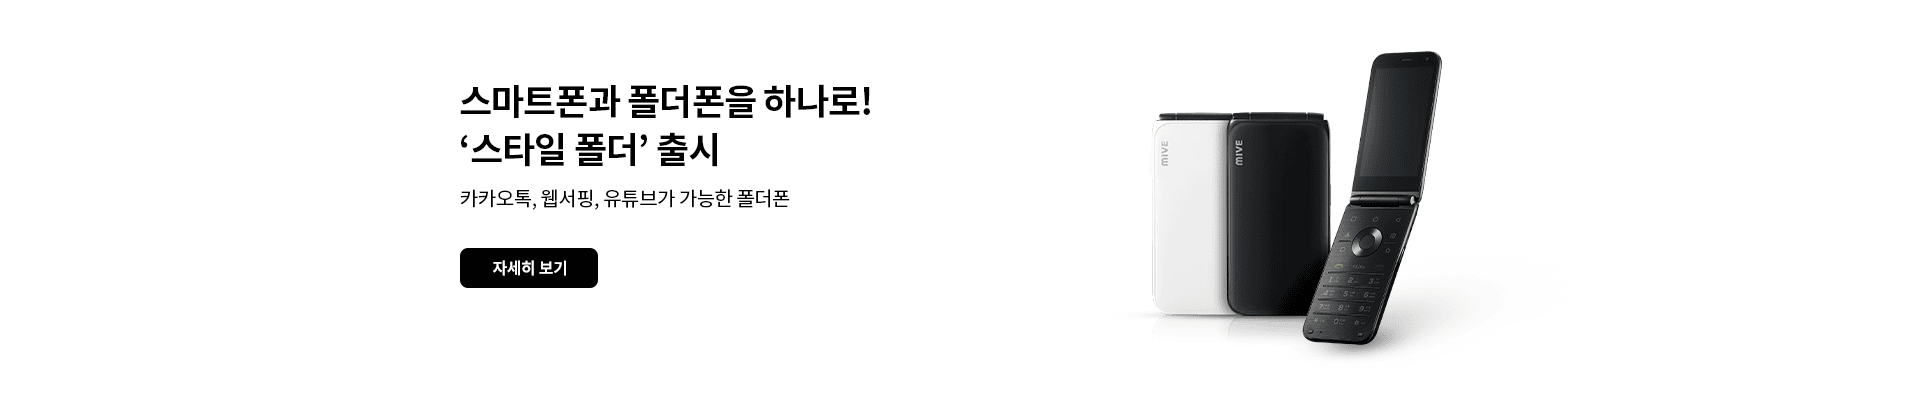 스마트폰과 폴더폰을 하나로!
‘스타일 폴더’ 출시
카카오톡, 웹서핑, 유튜브가 가능한 폴더폰
자세히 보기
MIVE
MIVE